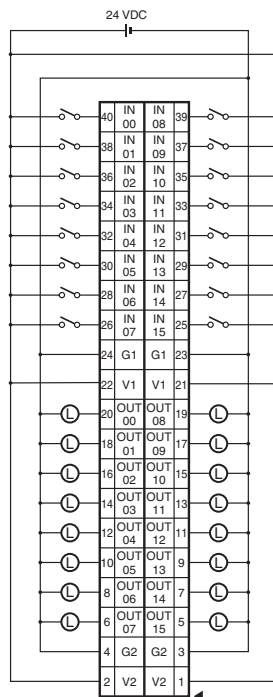 24 VDC
40 IN 00 IN 08 39
38 IN 01 IN 09 37
36 IN 02 IN 10 35
34 IN 03 IN 11 33
32 IN 04 IN 12 31
30 IN 05 IN 13 29
28 IN 06 IN 14 27
26 IN 07 IN 15 25
24 G1 G1 23
22 V1 V1 21
L 20 OUT 00 OUT 08 19 L
L 18 OUT 01 OUT 09 17 L
L 16 OUT 02 OUT 10 15 L
L 14 OUT 03 OUT 11 13 L
L 12 OUT 04 OUT 12 11 L
L 10 OUT 05 OUT 13 9 L
L 8 OUT 06 OUT 14 7 L
L 6 OUT 07 OUT 15 5 L
4 G2 G2 3
2 V2 V2 1